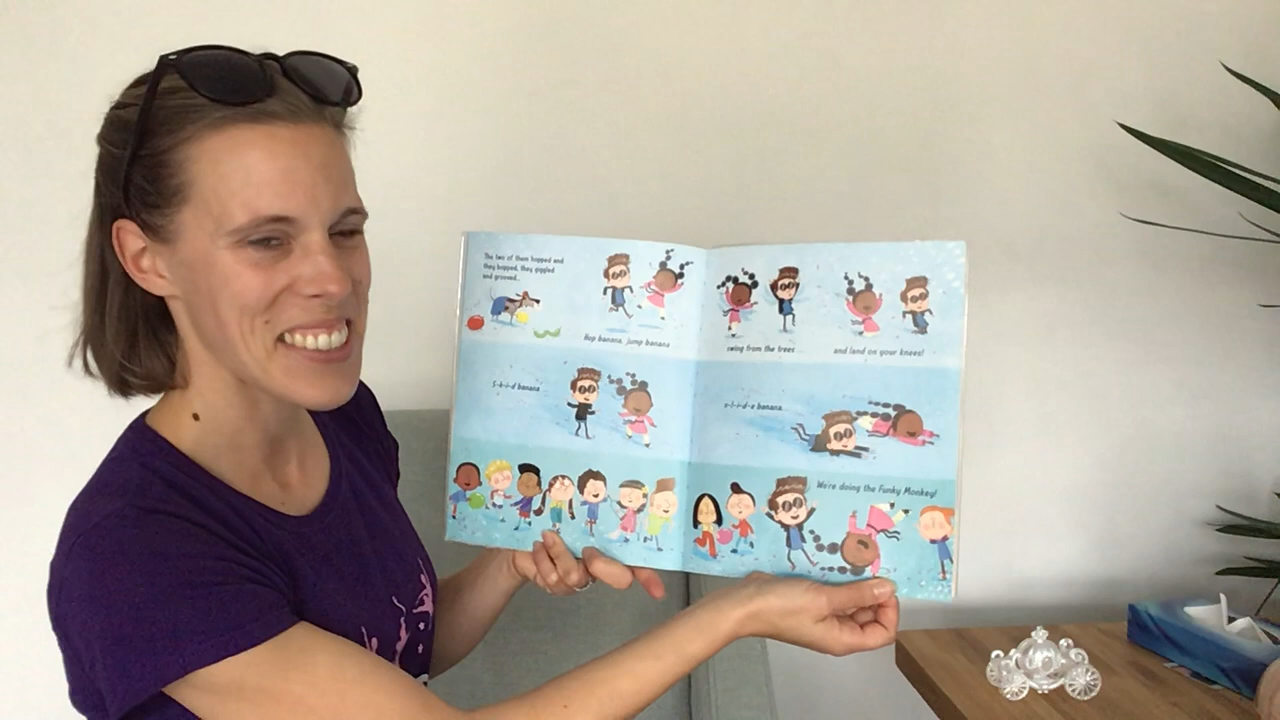 The two of them bopped and
they hopped, they giggled
and grooved...
Hop banana, jump banana
swing from the trees
and land on your knees!
S-k-i-d banana
s-l-i-d-e banana.
We're doing the Funky Monkey!